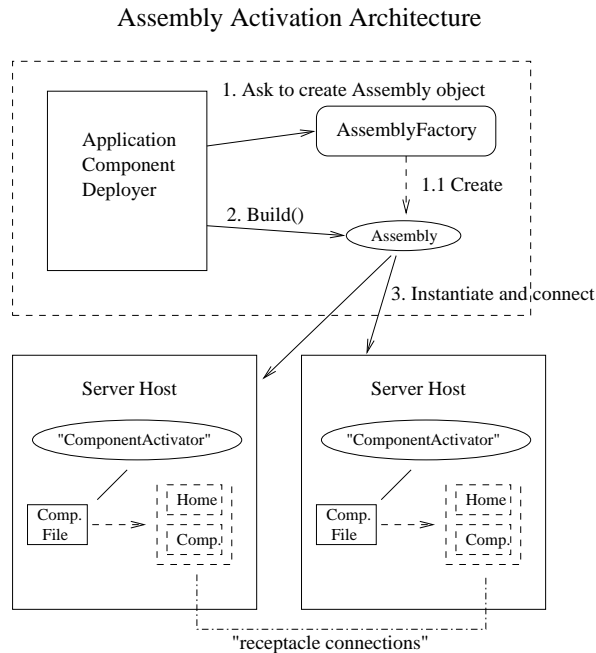 Assembly Activation Architecture
1. Ask to create Assembly object
Application
Component
Deployer
AssemblyFactory
1.1 Create
2. Build()
Assembly
3. Instantiate and connect
Server Host
"ComponentActivator"
Comp.
File
Home
Comp.
Server Host
"ComponentActivator"
Comp.
File
Home
Comp.
"receptacle connections"